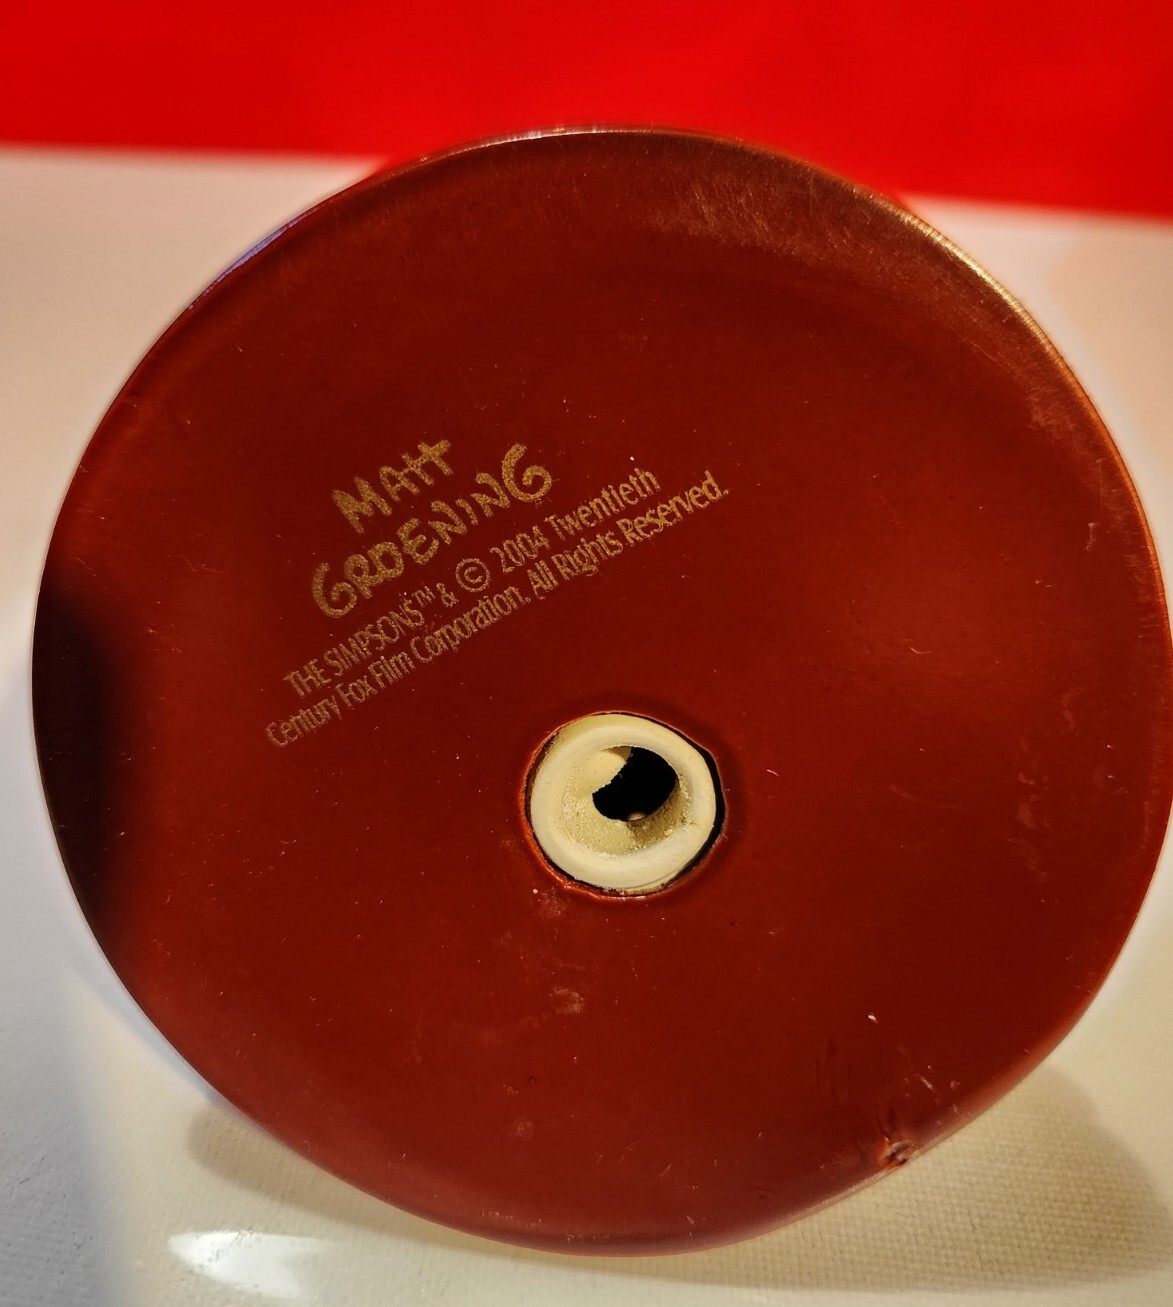 MATT
GROENING
THE SIMPSONS™ & © 2004 Twentieth
Century Fox Film Corporation. All Rights Reserved.